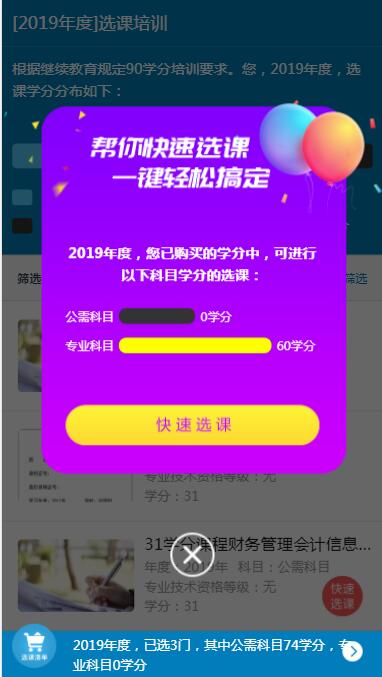 [2019年度]选课培训
根据继续教育规定90学分培训要求。您，2019年度，选
课学分分布如下：
帮你快速选课
一键轻松搞定
2019年度，您已购买的学分中，可进行
以下科目学分的选课：
公需科目 0学分
专业科目 60学分
筛选
筛选
快速选课
专业技术资格等级：无
学分：31
31学分课程财务管理会计信息...
年度：2019年 科目：公需科目
专业技术资格等级：无
学分：31
快速
选课
选课清单
2019年度，已选3门，其中公需科目74学分，专
业科目0学分